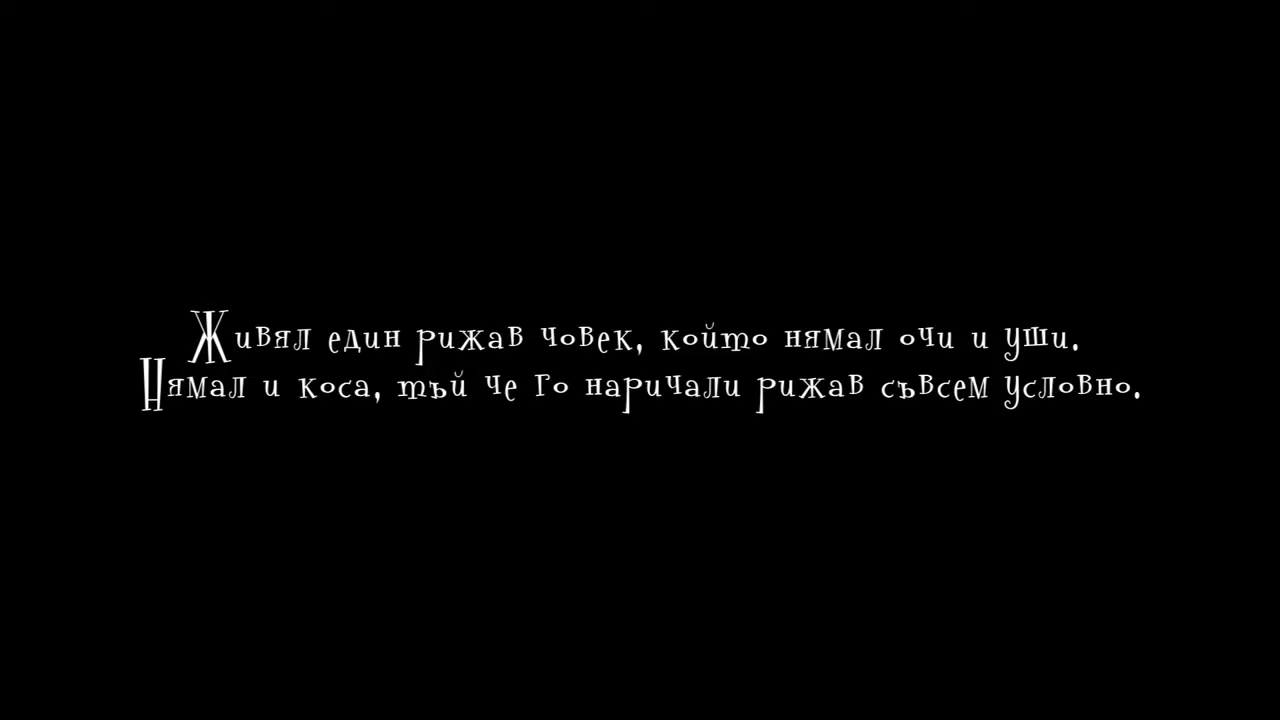 Живял един рижав човек, който нямал очи и уши.
Нямал и коса, тъй че го наричали рижав съвсем условно.